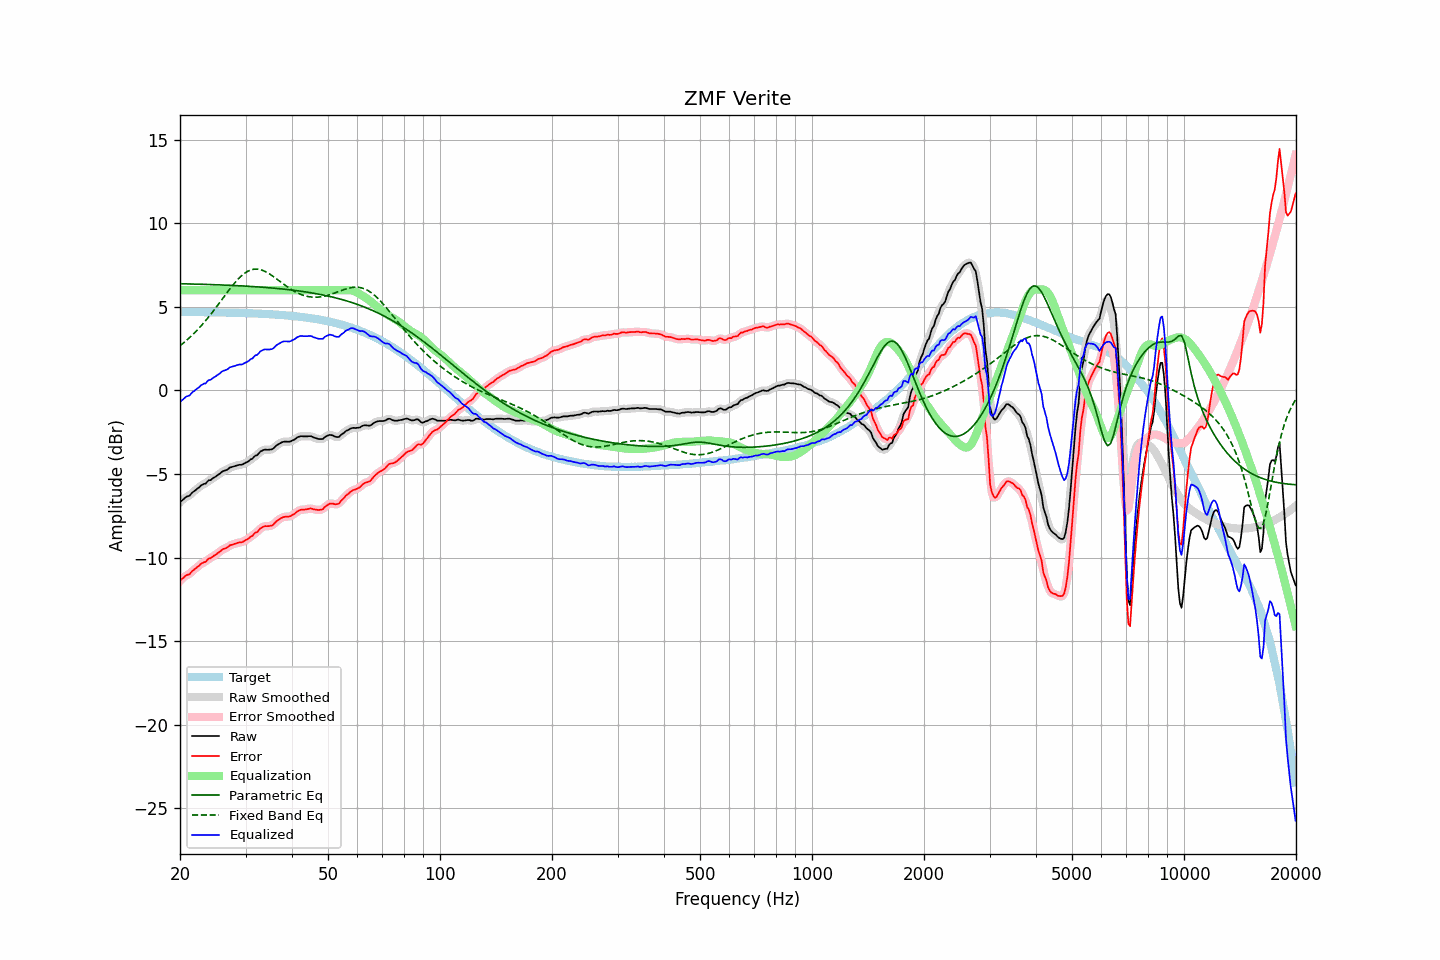 ZMF Verite
Amplitude (dBr)
15
10
5
0
−5
−10
−15
−20
−25
Target
Raw Smoothed
Error Smoothed
Raw
Error
Equalization
Parametric Eq
Fixed Band Eq
Equalized
20 50 100 200 500 1000 2000 5000 10000 20000
Frequency (Hz)